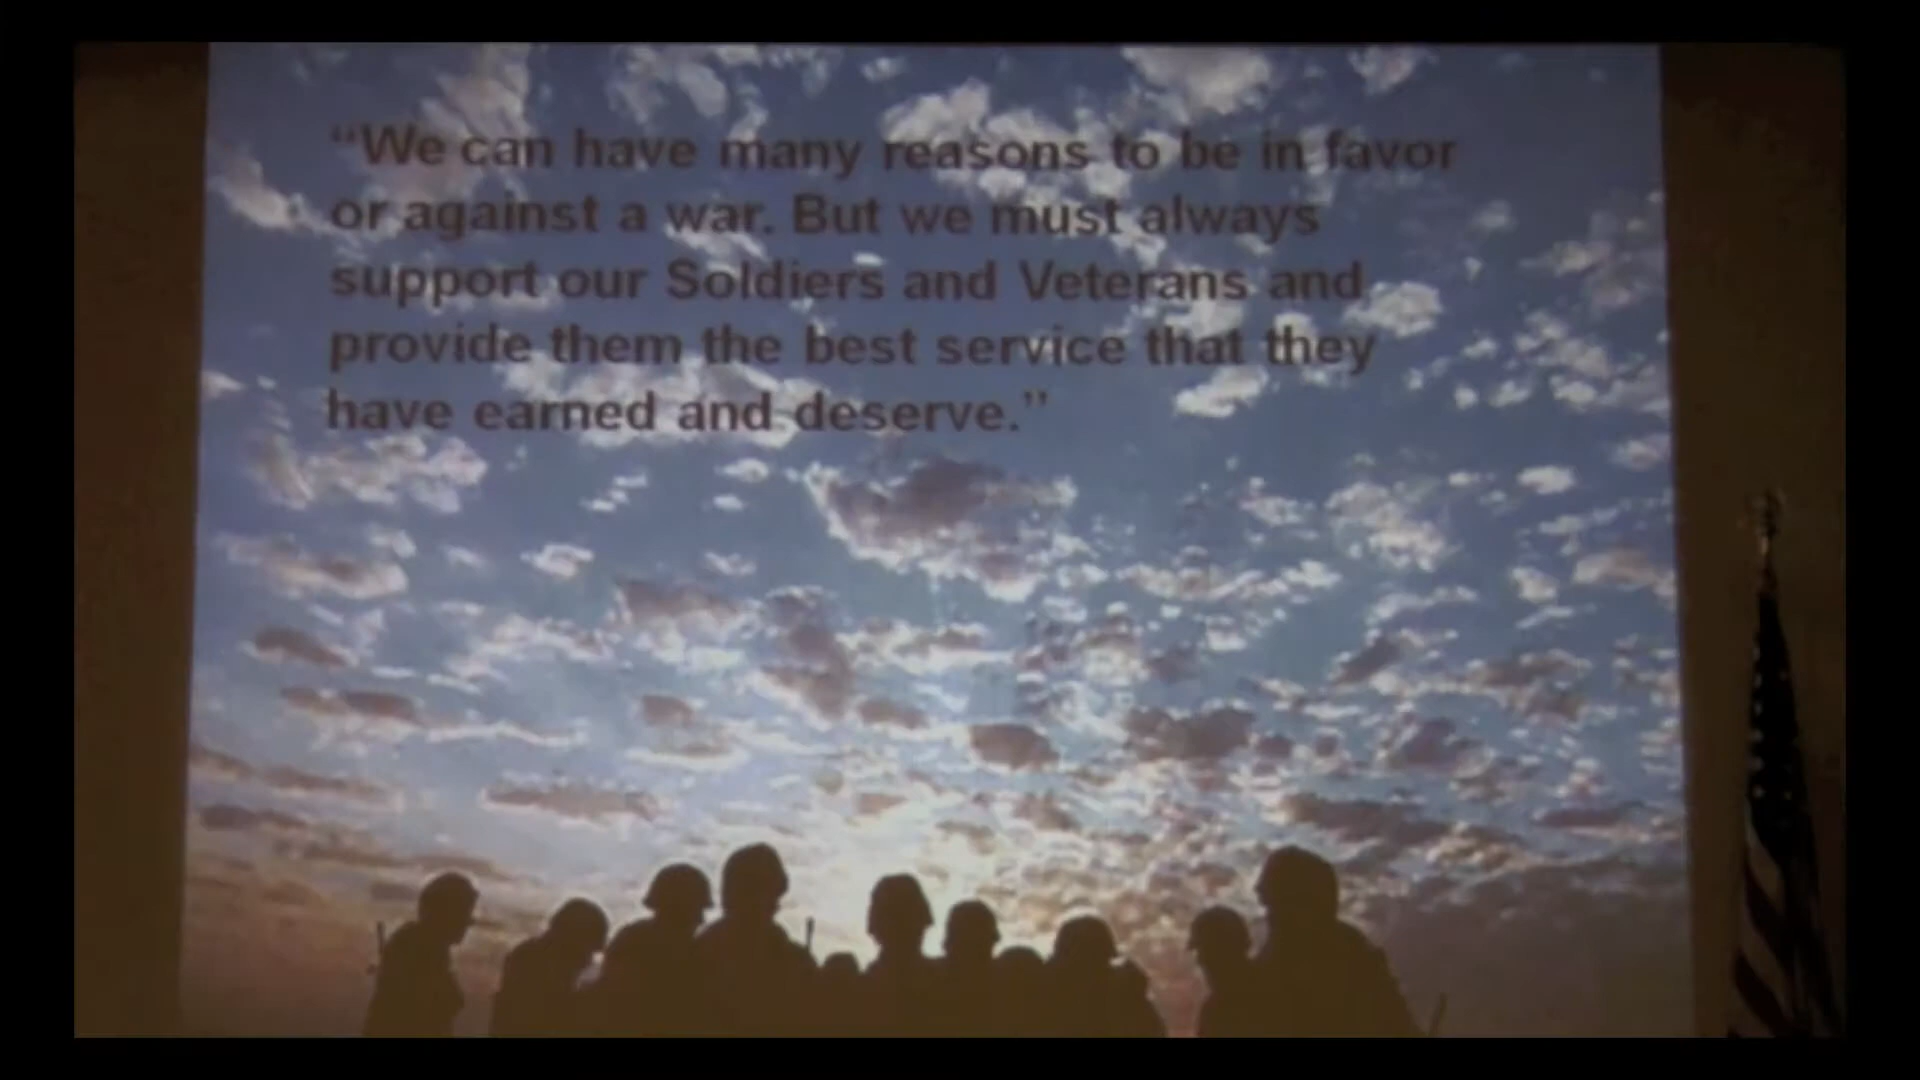 “We can have many reasons to be in favor
or against a war. But we must always
support our Soldiers and Veterans and
provide them the best service that they
have earned and deserve.”